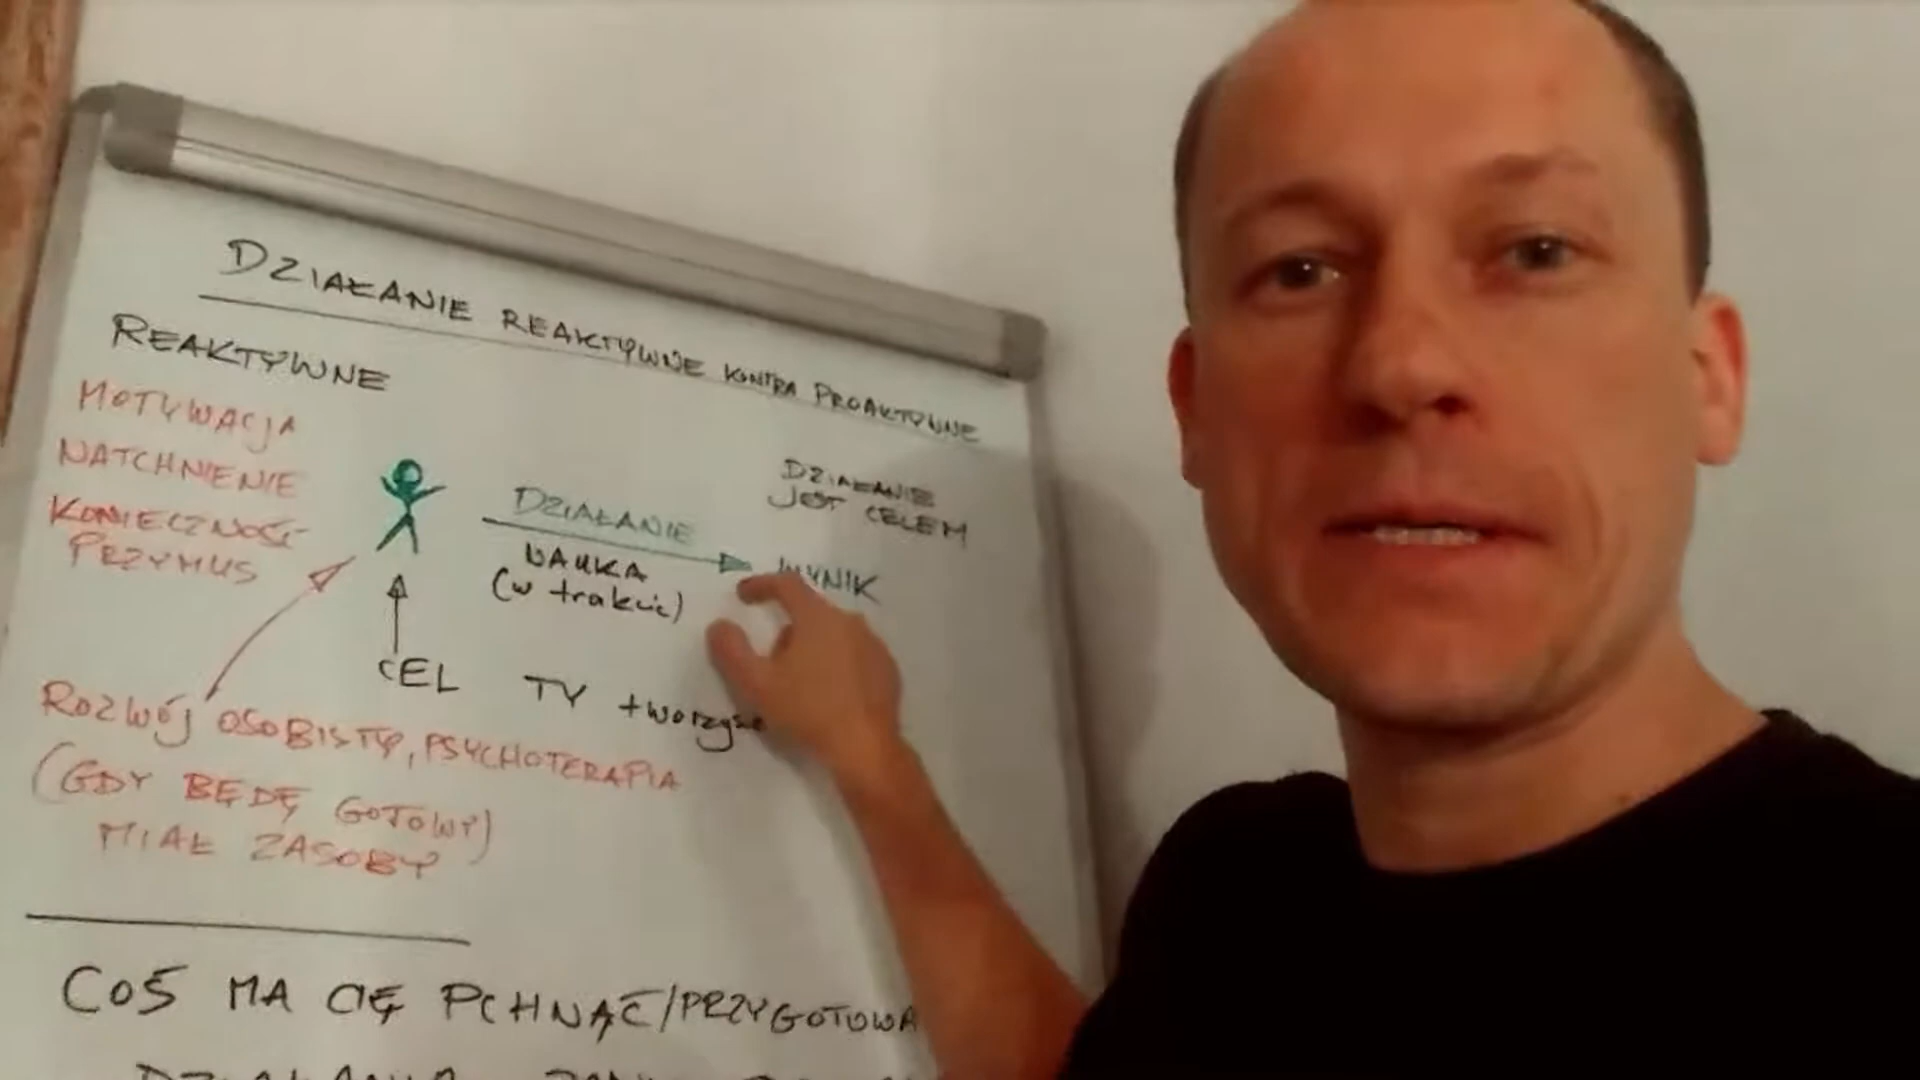 DZIAŁANIE REAKTYWNE KONTRA PROAKTYWNE
REAKTYWNE
MOTYWACJA
NATCHNIENIE
KONIECZNOŚĆ
PRZYMUS
DZIAŁANIE
NAUKA
(w trakcie)
DZIAŁANIE
JEST CELEM
WYNIK
CEL
TY tworzysz
ROZWÓJ OSOBISTY, PSYCHOTERAPIA
(GDY BĘDĘ GOTOWY)
MIAŁ ZASOBY
COŚ MA CIĘ PCHNĄĆ/PRZYGOTOWA